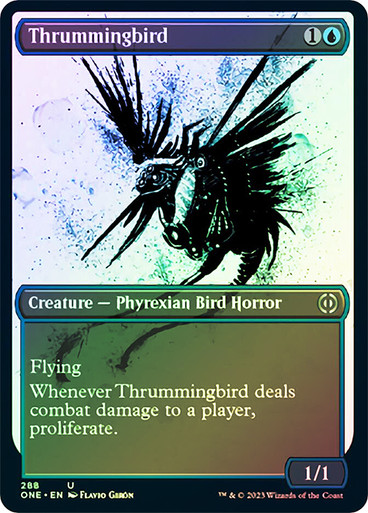 Thrummingbird 1
Creature — Phyrexian Bird Horror
Flying
Whenever Thrummingbird deals
combat damage to a player,
proliferate.
1/1
288 U
ONE • EN Flavio Girón ™ & © 2023 Wizards of the Coast